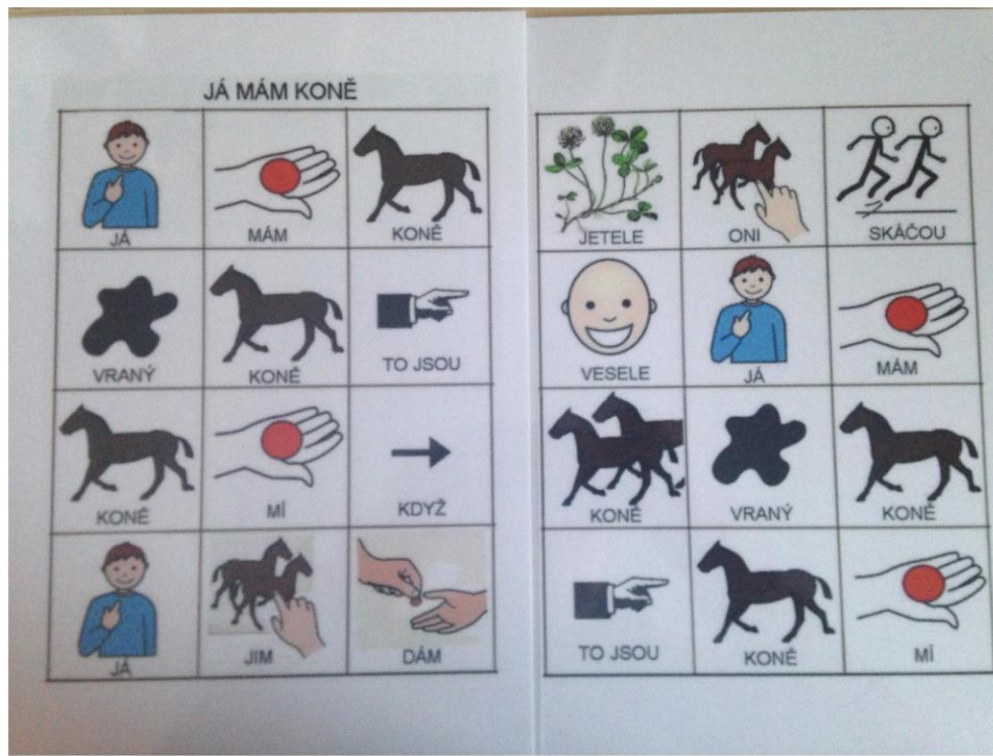 JÁ MÁM KONĚ
JÁ MÁM KONĚ
VRANÝ KONĚ TO JSOU
KONĚ MÍ KDYŽ
JÁ JIM DÁM
JETELE ONI SKÁČOU
VESELE JÁ MÁM
KONĚ VRANÝ KONĚ
TO JSOU KONĚ MÍ